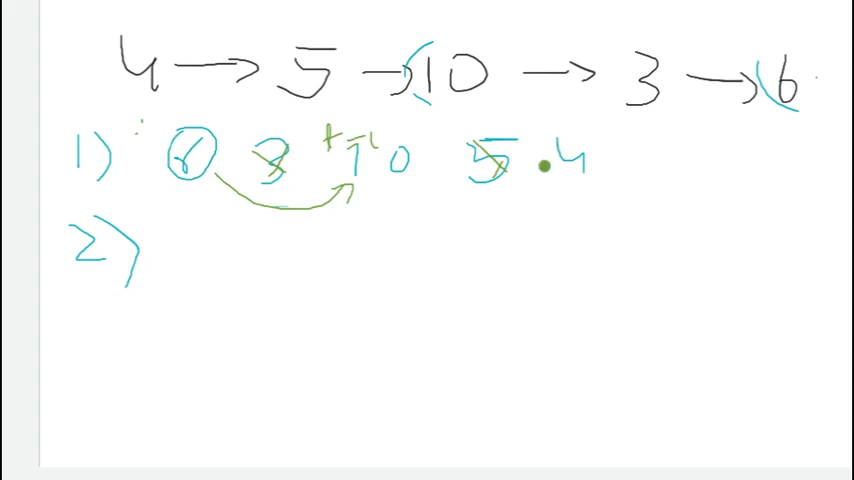 4 → 5 → 10 → 3 → 6
1) 6 3 10 5 4
2)